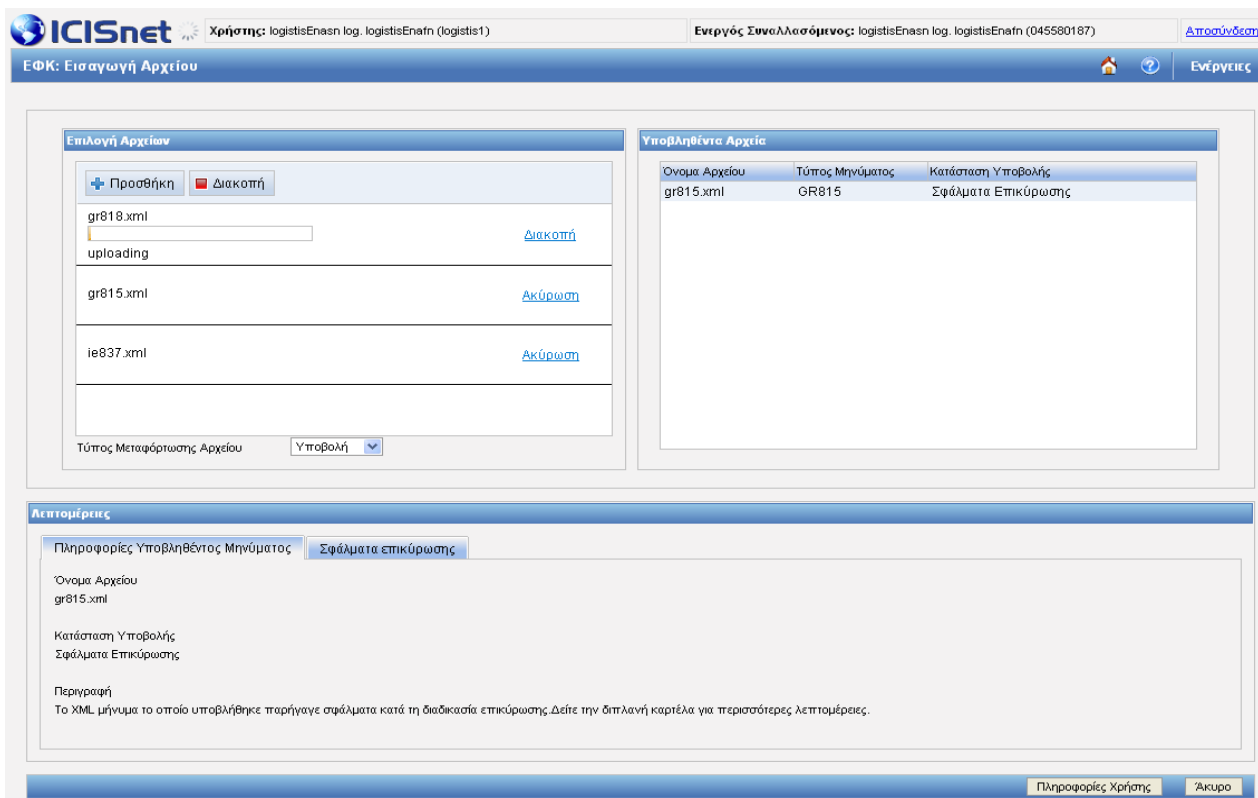 ICISnet Χρήστης: logistisEnasn log. logistisEnafn (logistis1) Ενεργός Συναλλασόμενος: logistisEnasn log. logistisEnafn (045580187) Αποσύνδεση
ΕΦΚ: Εισαγωγή Αρχείου Ενέργειες
Επιλογή Αρχείων
Προσθήκη Διακοπή
gr818.xml
Διακοπή
uploading
gr815.xml Ακύρωση
ie837.xml Ακύρωση
Τύπος Μεταφόρτωσης Αρχείου Υποβολή
Υποβληθέντα Αρχεία
Όνομα Αρχείου Τύπος Μηνύματος Κατάσταση Υποβολής
gr815.xml GR815 Σφάλματα Επικύρωσης
Λεπτομέρειες
Πληροφορίες Υποβληθέντος Μηνύματος Σφάλματα επικύρωσης
Όνομα Αρχείου
gr815.xml
Κατάσταση Υποβολής
Σφάλματα Επικύρωσης
Περιγραφή
Το XML μήνυμα το οποίο υποβλήθηκε παρήγαγε σφάλματα κατά τη διαδικασία επικύρωσης.Δείτε την διπλανή καρτέλα για περισσότερες λεπτομέρειες.
Πληροφορίες Χρήσης Άκυρο